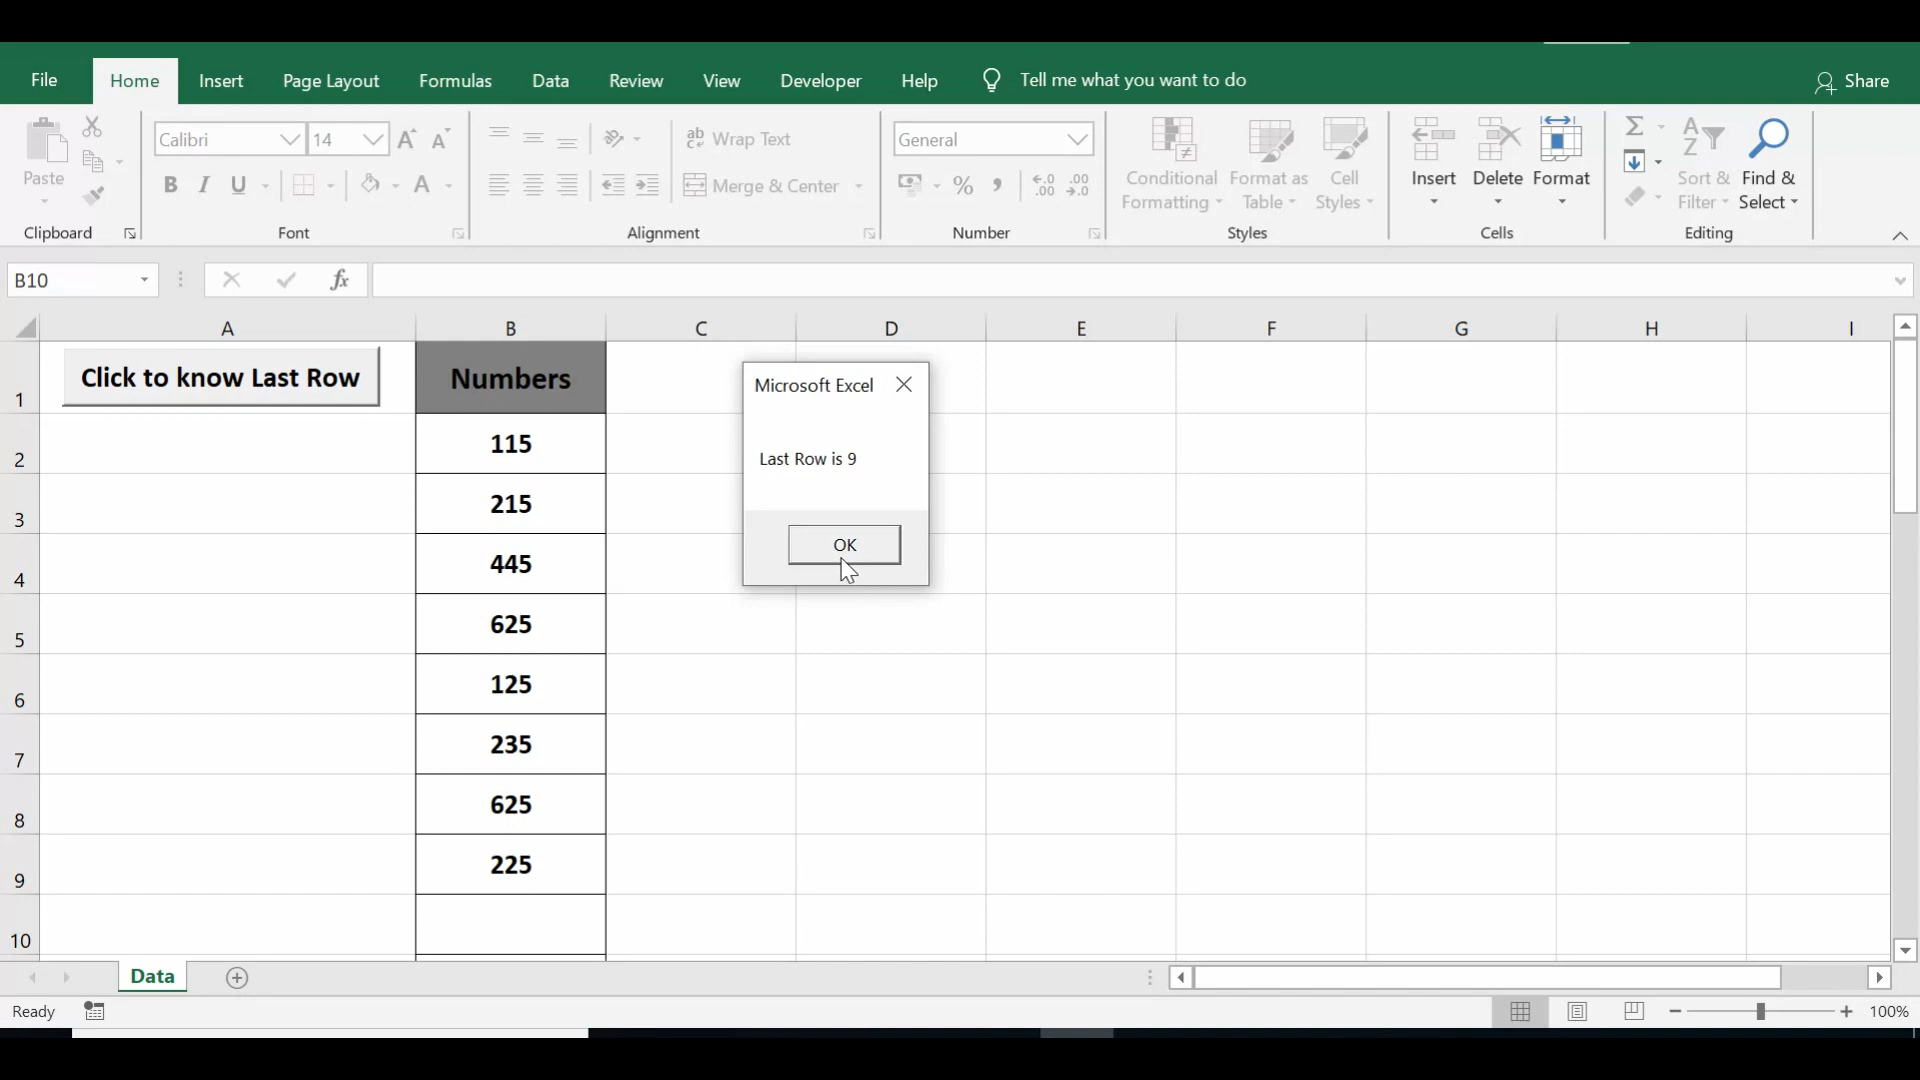 File Home Insert Page Layout Formulas Data Review View Developer Help Tell me what you want to do Share
Calibri 14 A A ab Wrap Text General
Paste B I U A Merge & Center % , .00 .00 Conditional Formatting Format as Table Cell Styles Insert Delete Format Σ A Z Sort & Filter Find & Select
Clipboard Font Alignment Number Styles Cells Editing
B10 fx
A B C D E F G H I
1 Click to know Last Row Numbers
2 115
3 215
4 445
5 625
6 125
7 235
8 625
9 225
10
Microsoft Excel
Last Row is 9
OK
Data
Ready 100%